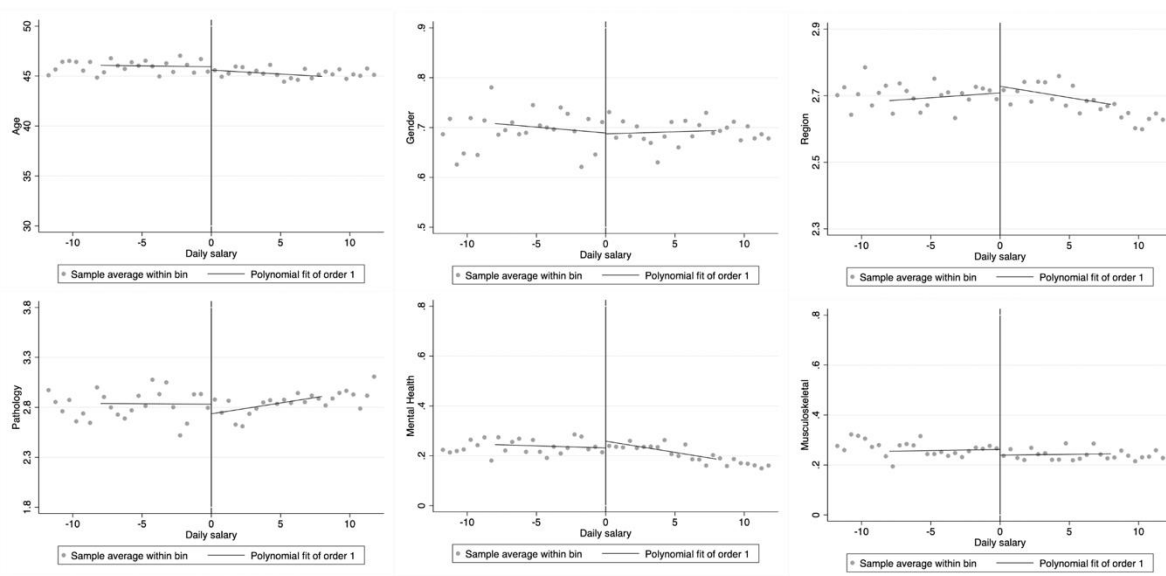 50
45
40
35
30
Age
-10 -5 0 5 10
Daily salary
Sample average within bin Polynomial fit of order 1
.9
.8
.7
.6
.5
Gender
-10 -5 0 5 10
Daily salary
Sample average within bin Polynomial fit of order 1
2.9
2.7
2.5
2.3
Region
-10 -5 0 5 10
Daily salary
Sample average within bin Polynomial fit of order 1
3.8
3.3
2.8
2.3
1.8
Pathology
-10 -5 0 5 10
Daily salary
Sample average within bin Polynomial fit of order 1
.8
.6
.4
.2
0
Mental Health
-10 -5 0 5 10
Daily salary
Sample average within bin Polynomial fit of order 1
.8
.6
.4
.2
0
Musculoskeletal
-10 -5 0 5 10
Daily salary
Sample average within bin Polynomial fit of order 1